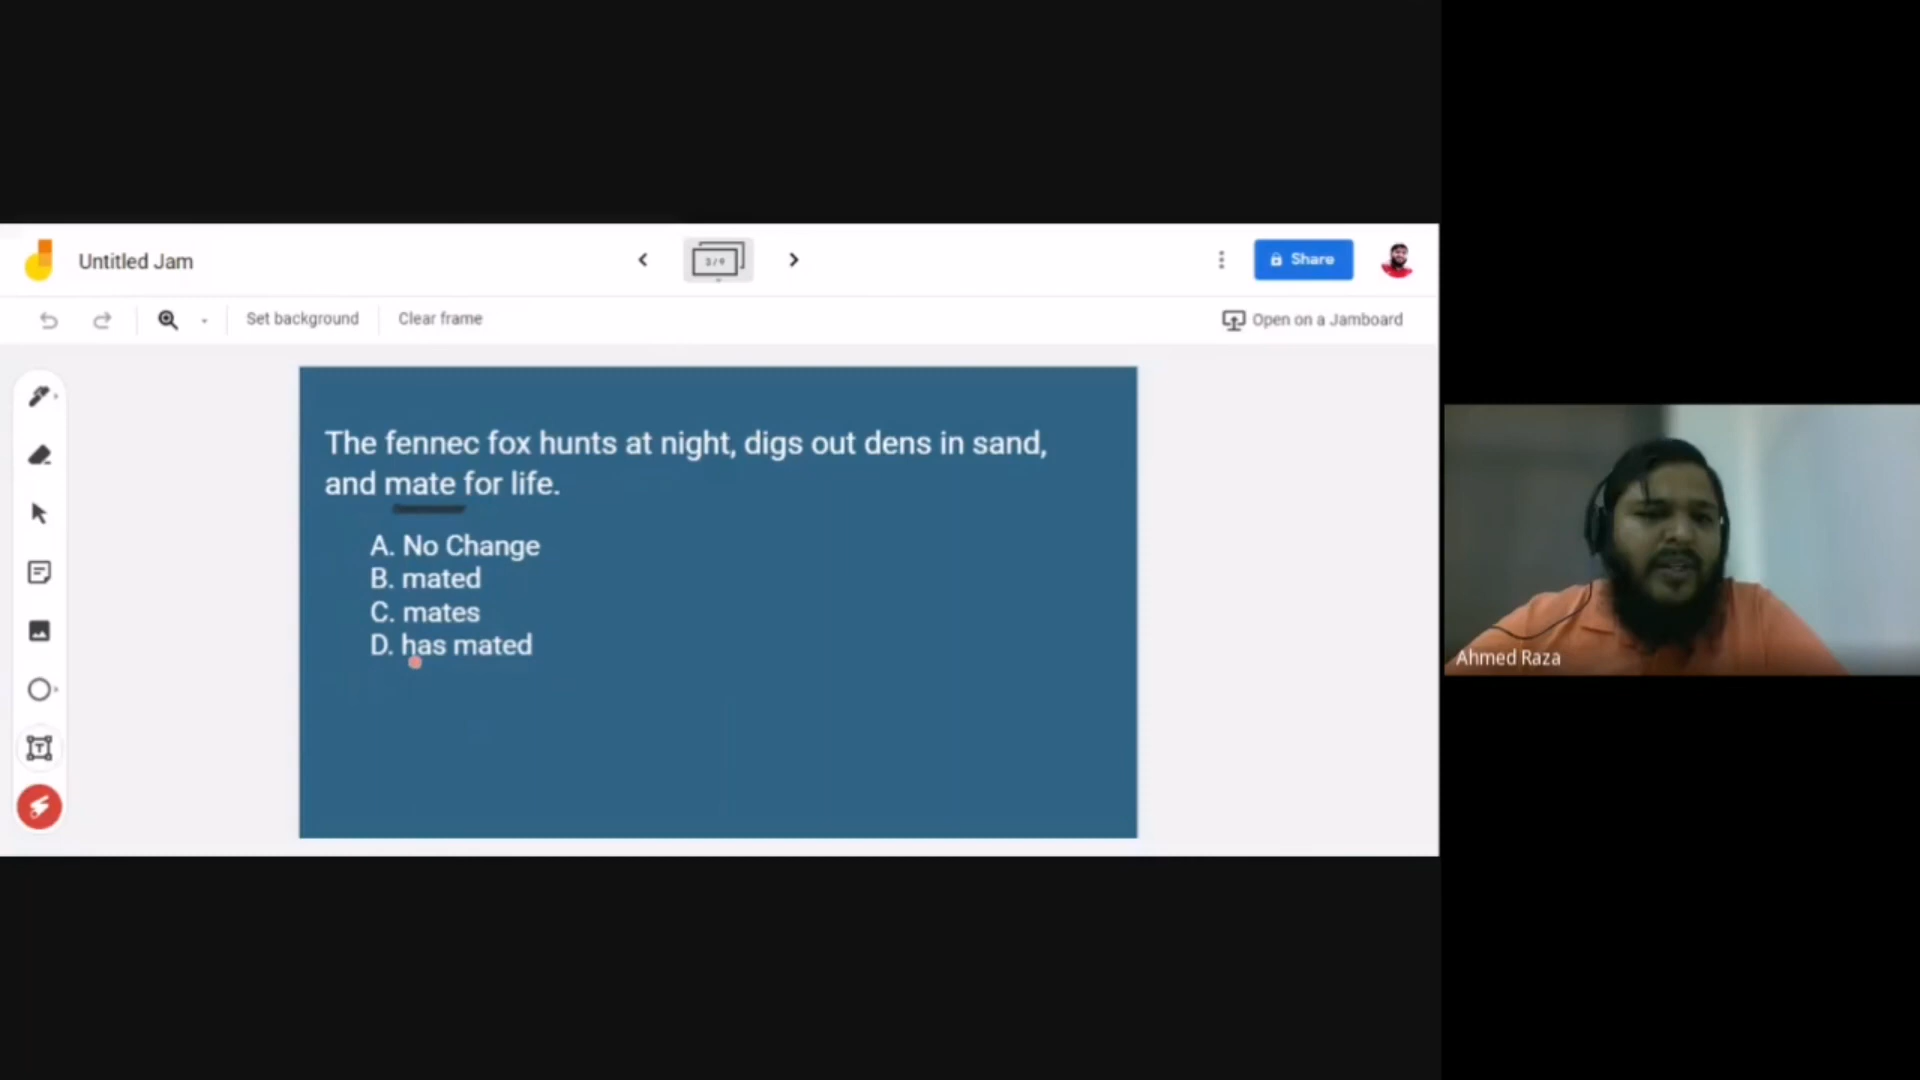 Untitled Jam
Share
Set background
Clear frame
Open on a Jamboard
The fennec fox hunts at night, digs out dens in sand,
and mate for life.
A. No Change
B. mated
C. mates
D. has mated
Ahmed Raza